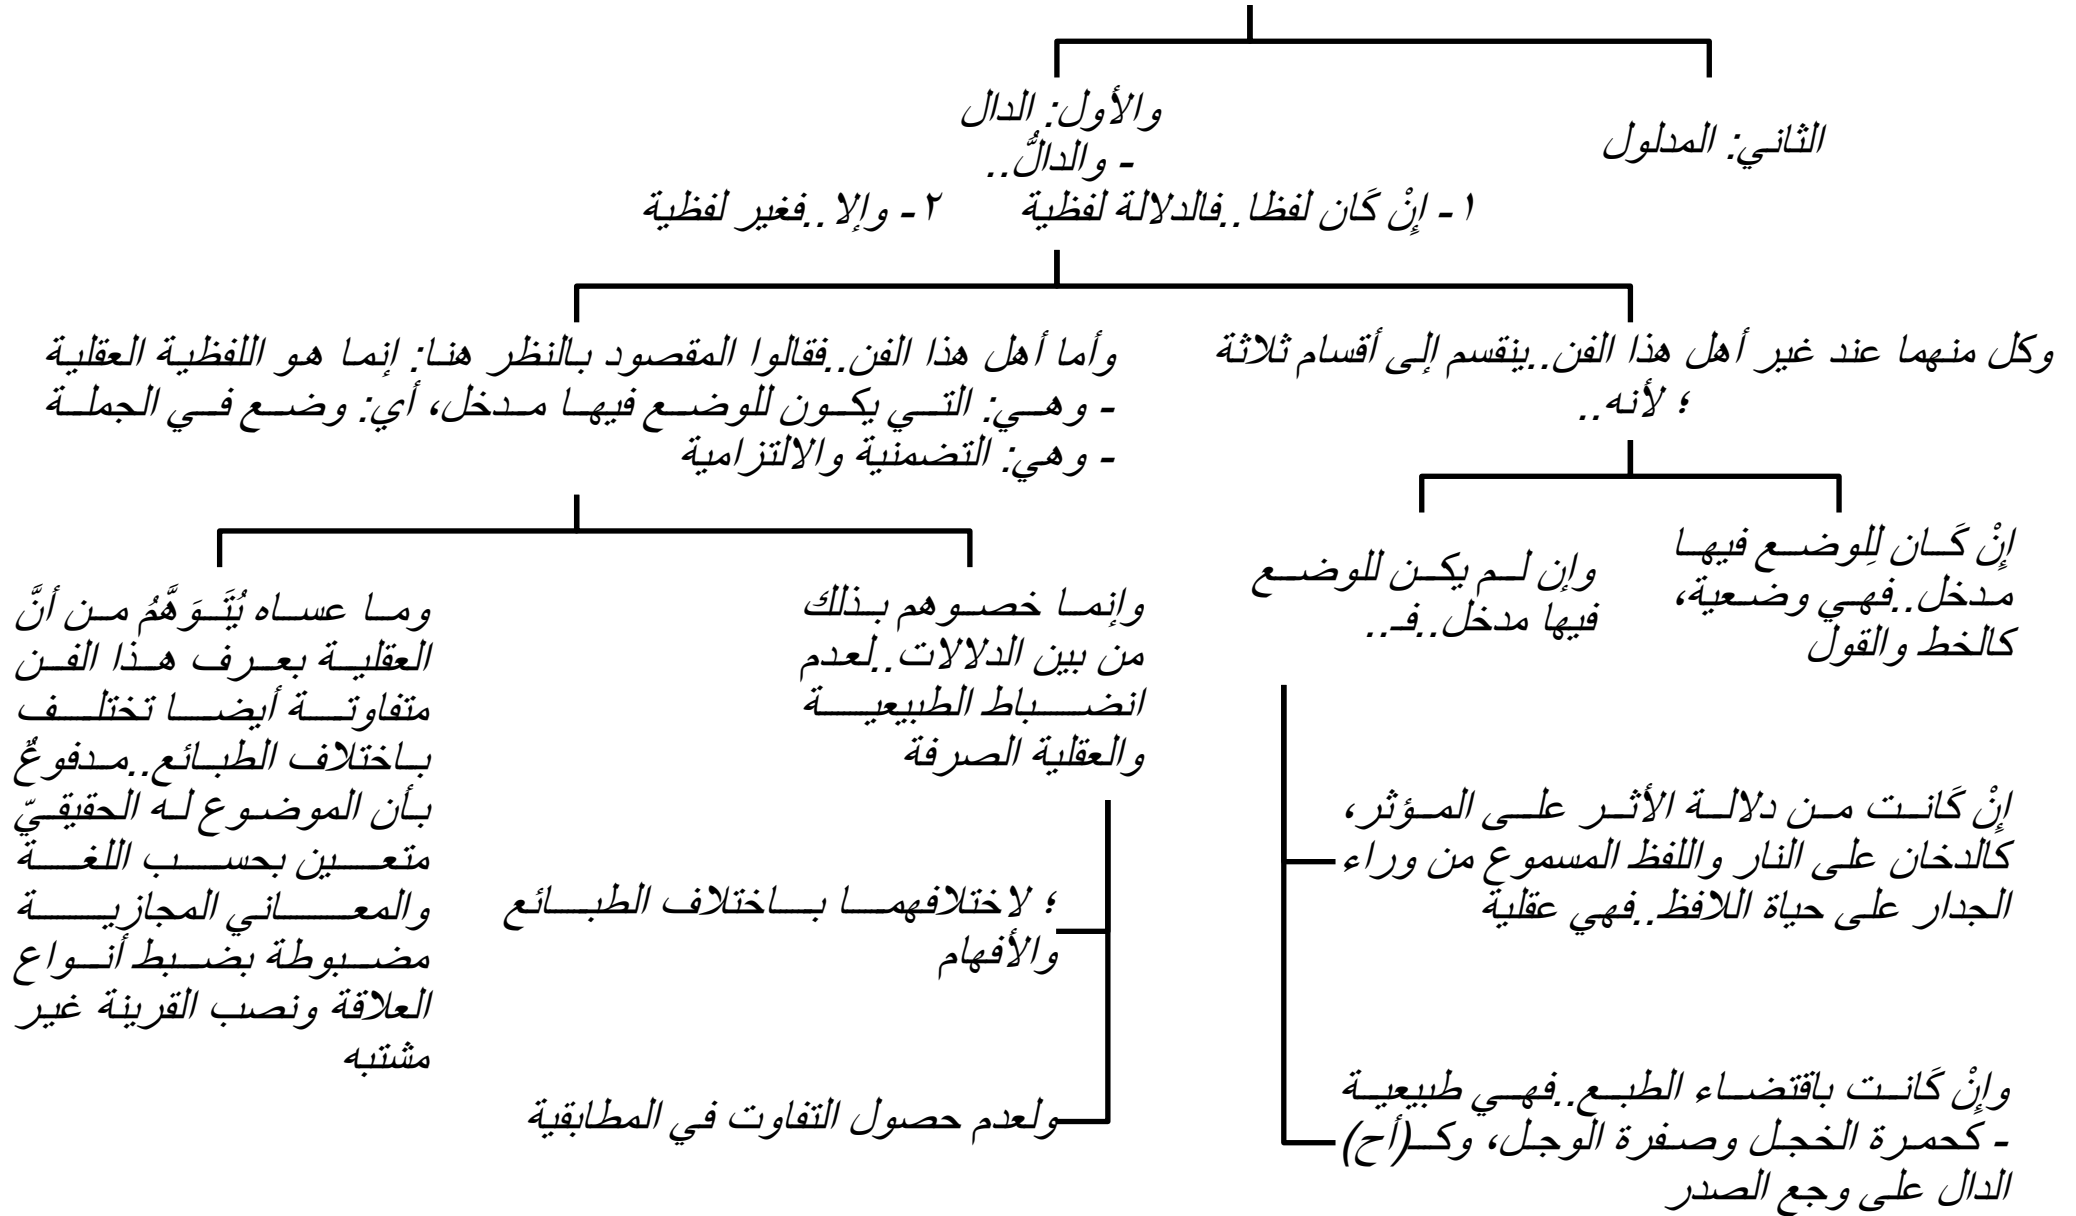 الثاني: المدلول
والأول: الدال
- والدالُّ..
١- إِنْ كَان لفظا..فالدلالة لفظية ٢- وإلا..فغير لفظية
وكل منهما عند غير أهل هذا الفن..ينقسم إلى أقسام ثلاثة
؛ لأنه..
إِنْ كَان لِلوضع فيها
مدخل..فهي وضعية،
كالخط والقول
وإن لم يكن للوضع
فيها مدخل..فـ..
إِنْ كَانت من دلالة الأثر على المؤثر،
كالدخان على النار واللفظ المسموع من وراء
الجدار على حياة اللافظ..فهي عقلية
وإِنْ كَانت باقتضاء الطبع..فهي طبيعية
- كحمرة الخجل وصفرة الوجل، وكـ(أح)
الدال على وجع الصدر
وأما أهل هذا الفن..فقالوا المقصود بالنظر هنا: إنما هو اللفظية العقلية
- وهي: التي يكون للوضع فيها مدخل، أي: وضع في الجملة
- وهي: التضمنية والالتزامية
وإنما خصوهم بذلك
من بين الدلالات..لعدم
انضباط الطبيعية
والعقلية الصرفة
؛ لاختلافهما باختلاف الطبائع
والأفهام
ولعدم حصول التفاوت في المطابقية
وما عساه يُتَوَهَّمُ من أنَّ
العقلية بعرف هذا الفن
متفاوتة أيضا تختلف
باختلاف الطبائع..مدفوعٌ
بأن الموضوع له الحقيقيّ
متعين بحسب اللغة
والمعاني المجازية
مضبوطة بضبط أنواع
العلاقة ونصب القرينة غير
مشتبه